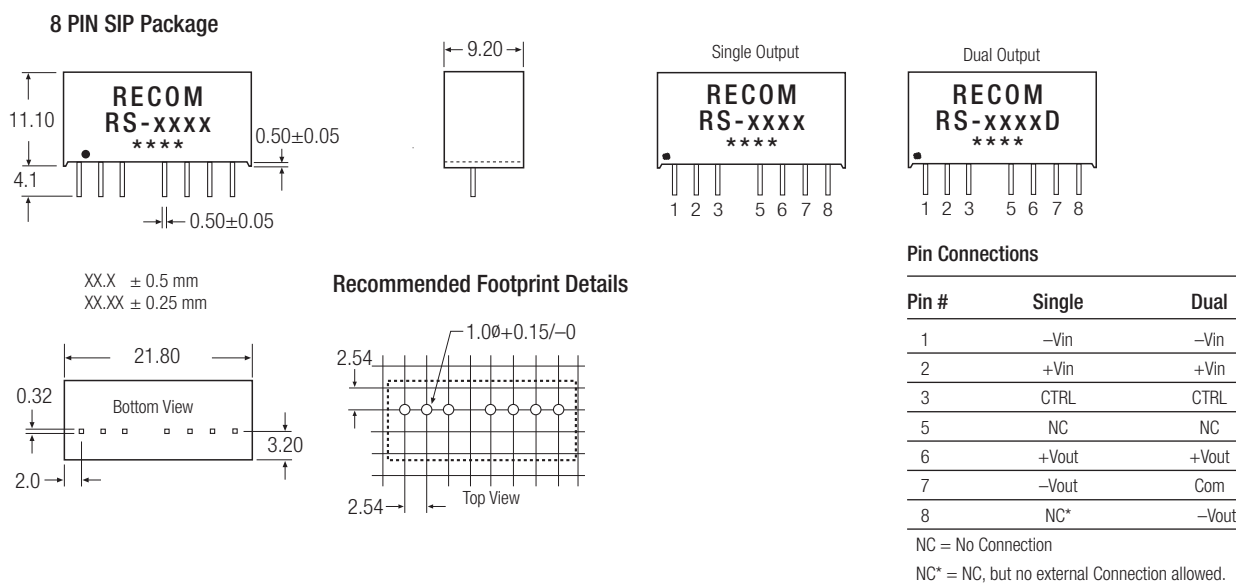 8 PIN SIP Package
RECOM
RS-xxxx
****
11.10
4.1
0.50±0.05
0.50±0.05
9.20
Single Output
RECOM
RS-xxxx
****
1 2 3 5 6 7 8
Dual Output
RECOM
RS-xxxxD
****
1 2 3 5 6 7 8
XX.X ± 0.5 mm
XX.XX ± 0.25 mm
21.80
0.32
Bottom View
3.20
2.0
Recommended Footprint Details
1.0ø+0.15/–0
2.54
2.54
Top View
Pin Connections
Pin # Single Dual
1 –Vin –Vin
2 +Vin +Vin
3 CTRL CTRL
5 NC NC
6 +Vout +Vout
7 –Vout Com
8 NC* –Vout
NC = No Connection
NC* = NC, but no external Connection allowed.